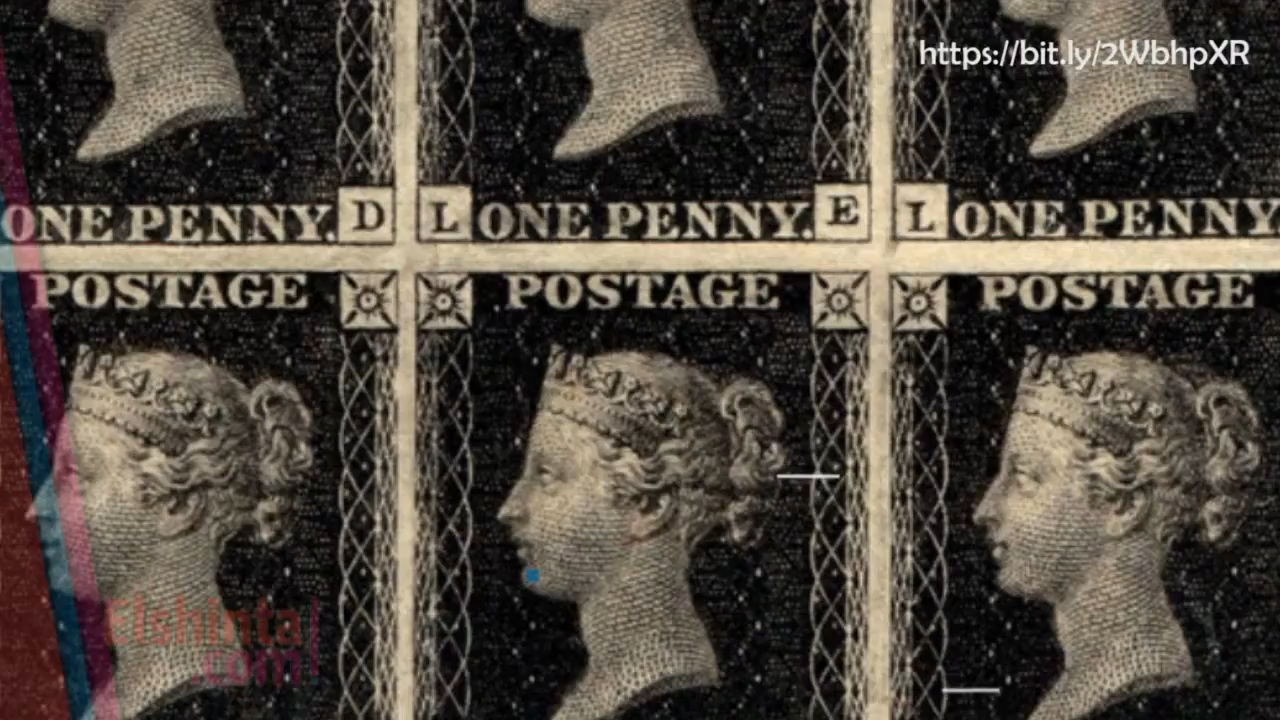 https://bit.ly/2WbhpXR
ONE PENNY. D L ONE PENNY. E L ONE PENNY
POSTAGE POSTAGE POSTAGE
Elshinta
.com